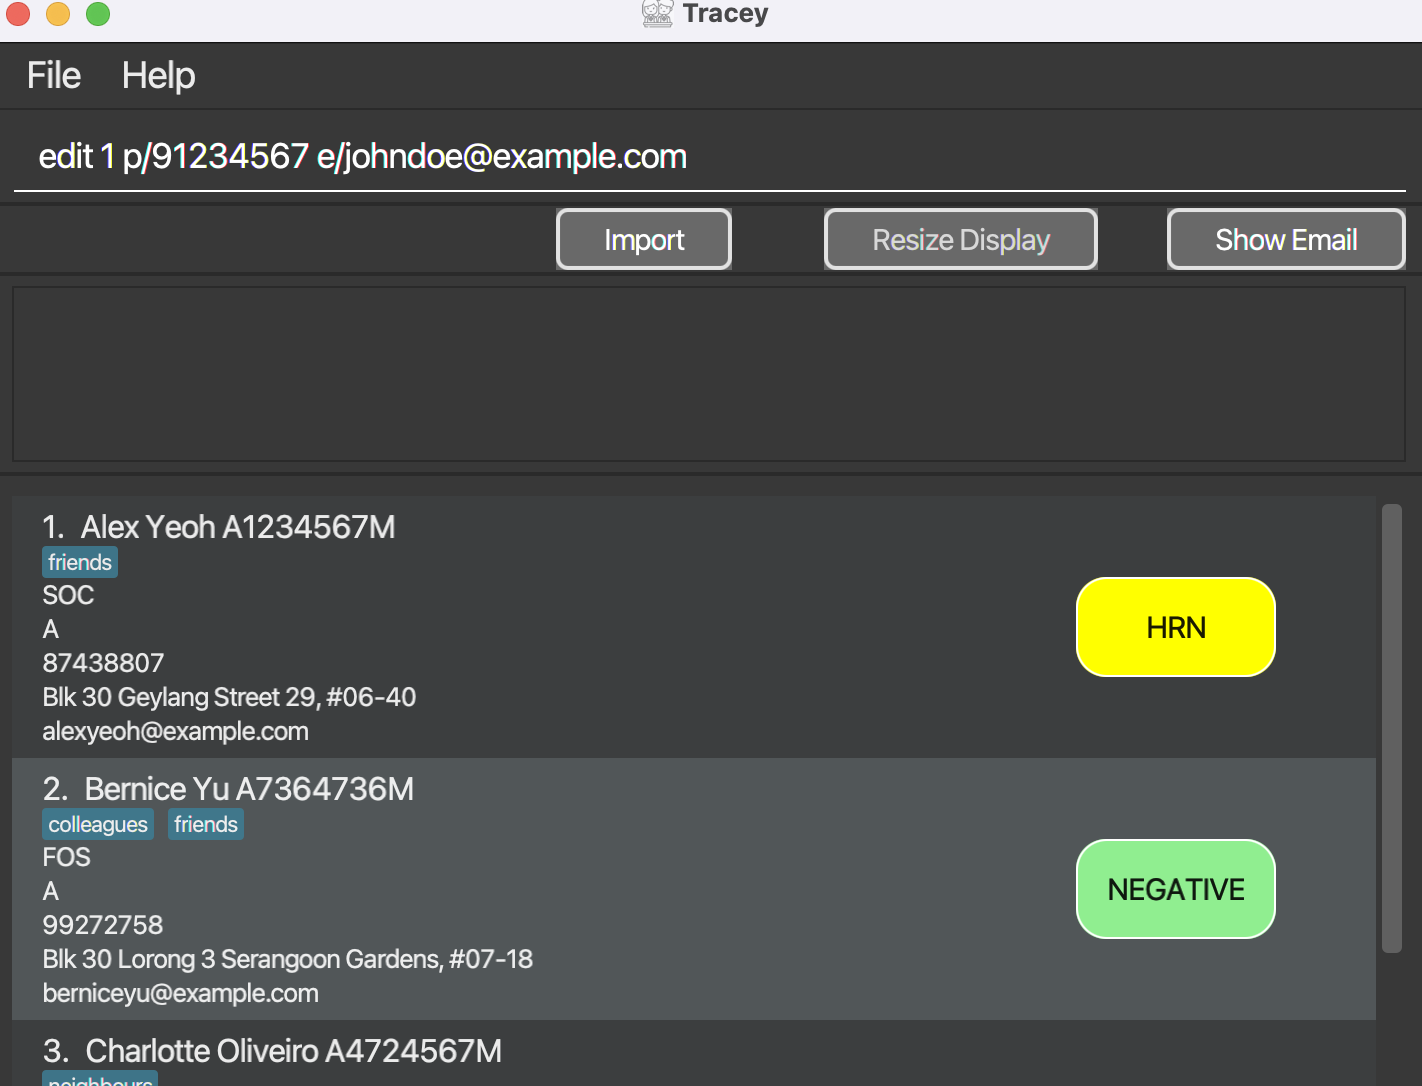 Tracey
File Help
edit 1 p/91234567 e/johndoe@example.com
Import Resize Display Show Email
1. Alex Yeoh A1234567M
friends
SOC
A
87438807
Blk 30 Geylang Street 29, #06-40
alexyeoh@example.com
HRN
2. Bernice Yu A7364736M
colleagues friends
FOS
A
99272758
Blk 30 Lorong 3 Serangoon Gardens, #07-18
berniceyu@example.com
NEGATIVE
3. Charlotte Oliveiro A4724567M
neighbours